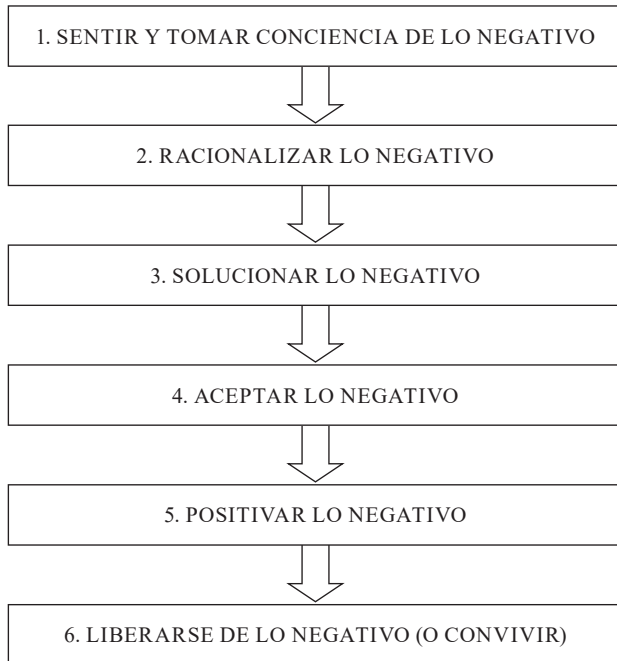 1. SENTIR Y TOMAR CONCIENCIA DE LO NEGATIVO
2. RACIONALIZAR LO NEGATIVO
3. SOLUCIONAR LO NEGATIVO
4. ACEPTAR LO NEGATIVO
5. POSITIVAR LO NEGATIVO
6. LIBERARSE DE LO NEGATIVO (O CONVIVIR)